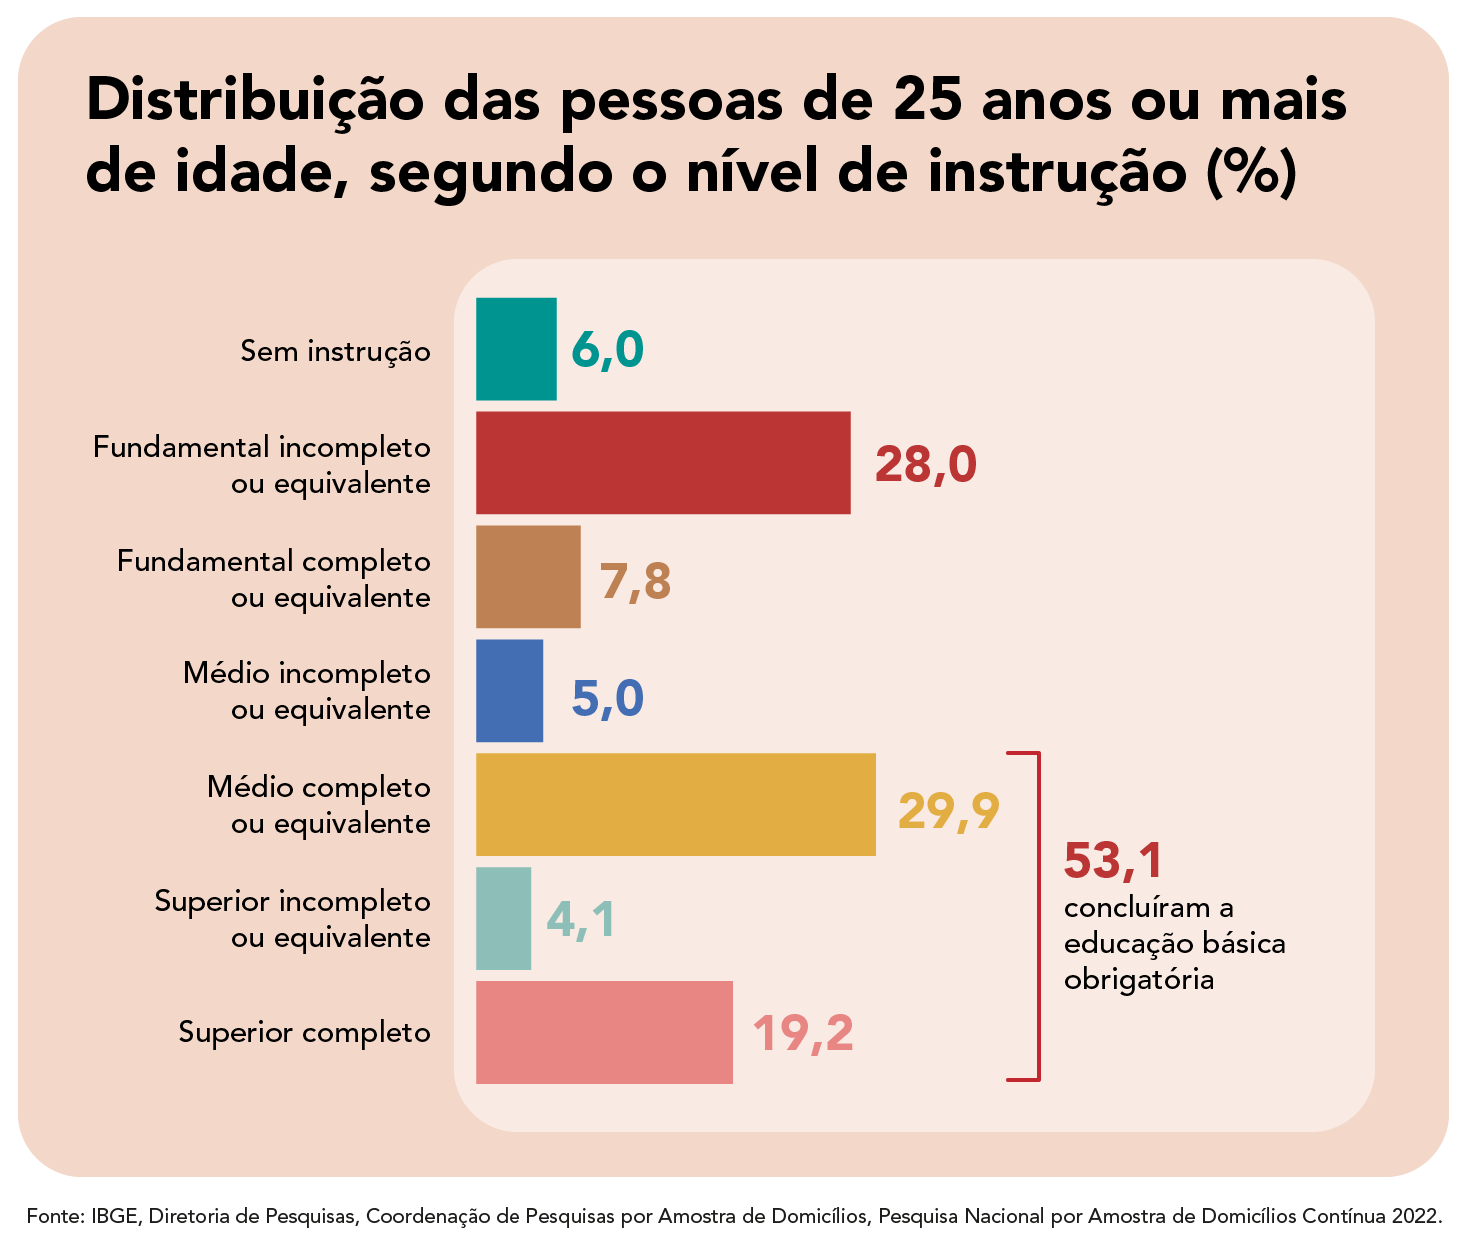 Distribuição das pessoas de 25 anos ou mais
de idade, segundo o nível de instrução (%)
Sem instrução
6,0
Fundamental incompleto
ou equivalente
28,0
Fundamental completo
ou equivalente
7,8
Médio incompleto
ou equivalente
5,0
Médio completo
ou equivalente
29,9
Superior incompleto
ou equivalente
4,1
Superior completo
19,2
53,1
concluíram a
educação básica
obrigatória
Fonte: IBGE, Diretoria de Pesquisas, Coordenação de Pesquisas por Amostra de Domicílios, Pesquisa Nacional por Amostra de Domicílios Contínua 2022.